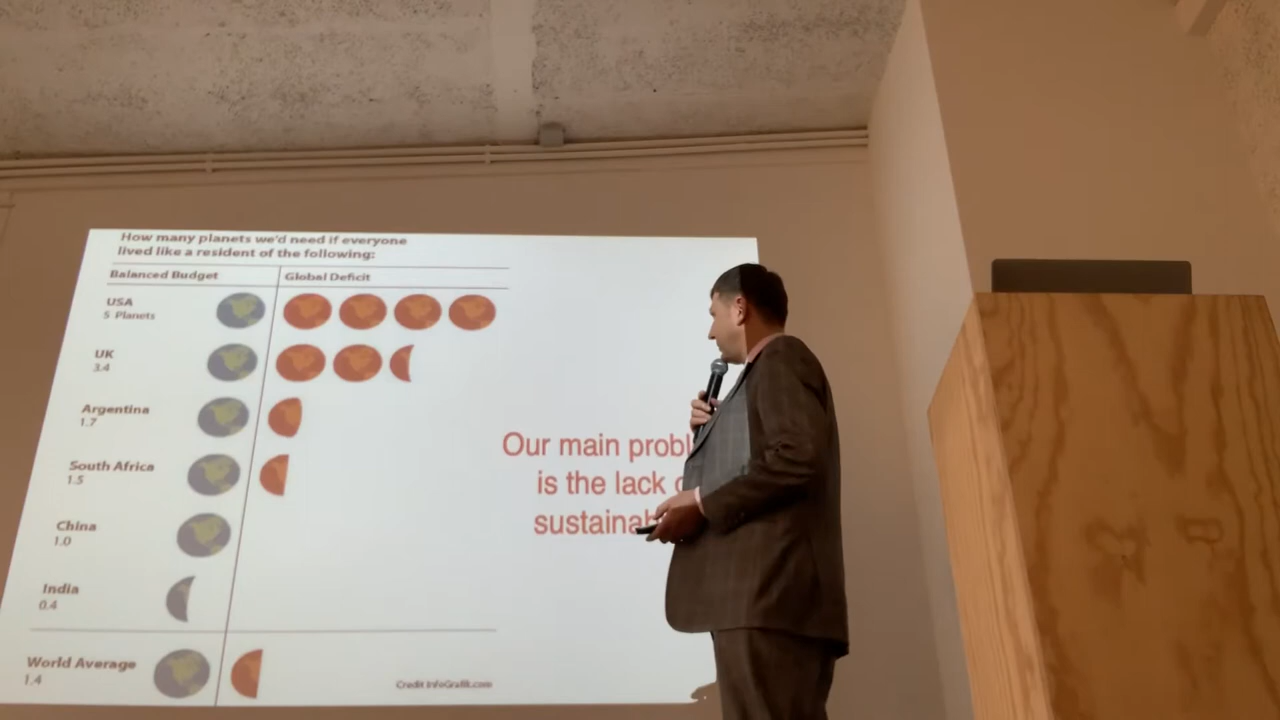 How many planets we'd need if everyone
lived like a resident of the following:
Balanced Budget
Global Deficit
USA
5 Planets
UK
3.4
Argentina
1.7
South Africa
1.5
China
1.0
India
0.4
World Average
1.4
Our main probl
is the lack
sustainab
Credit InfoGrafik.com